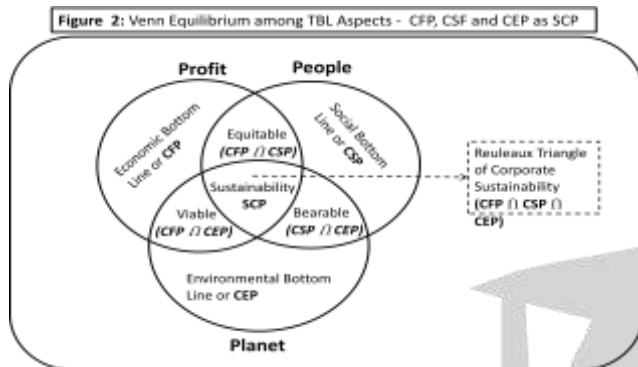 Figure 2: Venn Equilibrium among TBL Aspects - CFP, CSF and CEP as SCP
Profit
People
Economic Bottom
Line or CFP
Social Bottom
Line or CSP
Equitable
(CFP ∩ CSP)
Sustainability
SCP
Viable
(CFP ∩ CEP)
Bearable
(CSP ∩ CEP)
Environmental Bottom
Line or CEP
Planet
Reuleaux Triangle
of Corporate
Sustainability
(CFP ∩ CSP ∩
CEP)